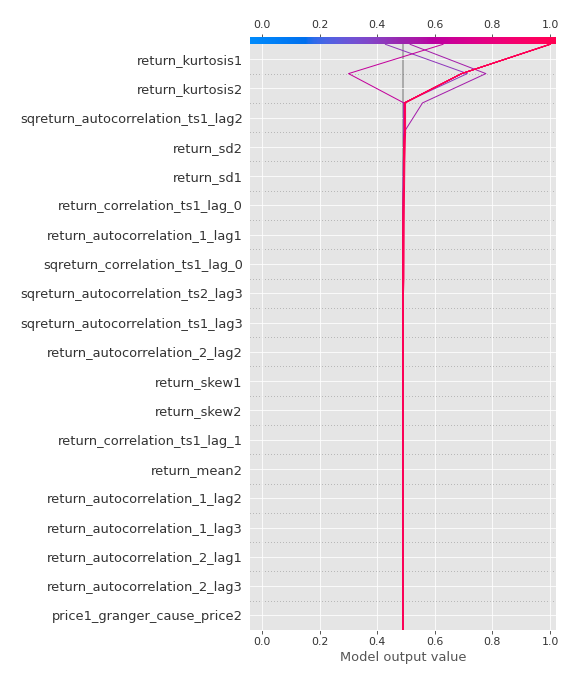 0.0 0.2 0.4 0.6 0.8 1.0
return_kurtosis1
return_kurtosis2
sqreturn_autocorrelation_ts1_lag2
return_sd2
return_sd1
return_correlation_ts1_lag_0
return_autocorrelation_1_lag1
sqreturn_correlation_ts1_lag_0
sqreturn_autocorrelation_ts2_lag3
sqreturn_autocorrelation_ts1_lag3
return_autocorrelation_2_lag2
return_skew1
return_skew2
return_correlation_ts1_lag_1
return_mean2
return_autocorrelation_1_lag2
return_autocorrelation_1_lag3
return_autocorrelation_2_lag1
return_autocorrelation_2_lag3
price1_granger_cause_price2
0.0 0.2 0.4 0.6 0.8 1.0
Model output value